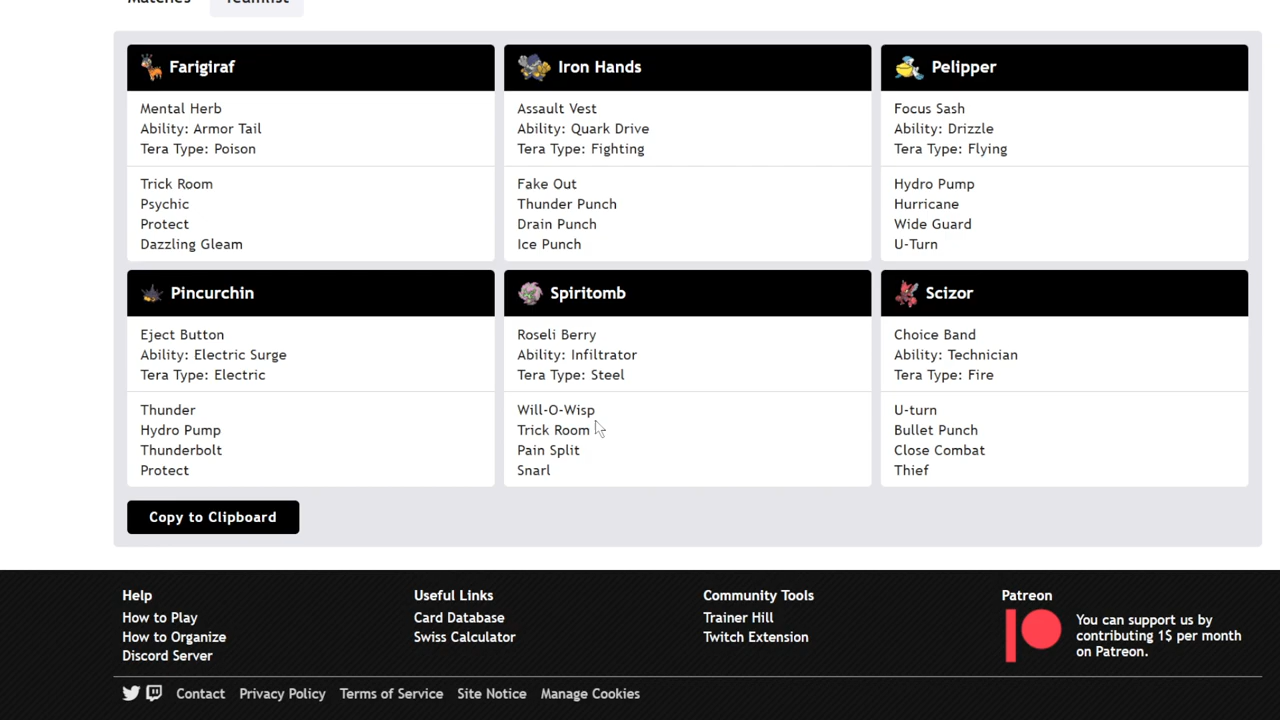 Matches Teamlist
Farigiraf
Mental Herb
Ability: Armor Tail
Tera Type: Poison
Trick Room
Psychic
Protect
Dazzling Gleam
Iron Hands
Assault Vest
Ability: Quark Drive
Tera Type: Fighting
Fake Out
Thunder Punch
Drain Punch
Ice Punch
Pelipper
Focus Sash
Ability: Drizzle
Tera Type: Flying
Hydro Pump
Hurricane
Wide Guard
U-Turn
Pincurchin
Eject Button
Ability: Electric Surge
Tera Type: Electric
Thunder
Hydro Pump
Thunderbolt
Protect
Spiritomb
Roseli Berry
Ability: Infiltrator
Tera Type: Steel
Will-O-Wisp
Trick Room
Pain Split
Snarl
Scizor
Choice Band
Ability: Technician
Tera Type: Fire
U-turn
Bullet Punch
Close Combat
Thief
Copy to Clipboard
Help
How to Play
How to Organize
Discord Server
Useful Links
Card Database
Swiss Calculator
Community Tools
Trainer Hill
Twitch Extension
Patreon
You can support us by
contributing 1$ per month
on Patreon.
Contact Privacy Policy Terms of Service Site Notice Manage Cookies